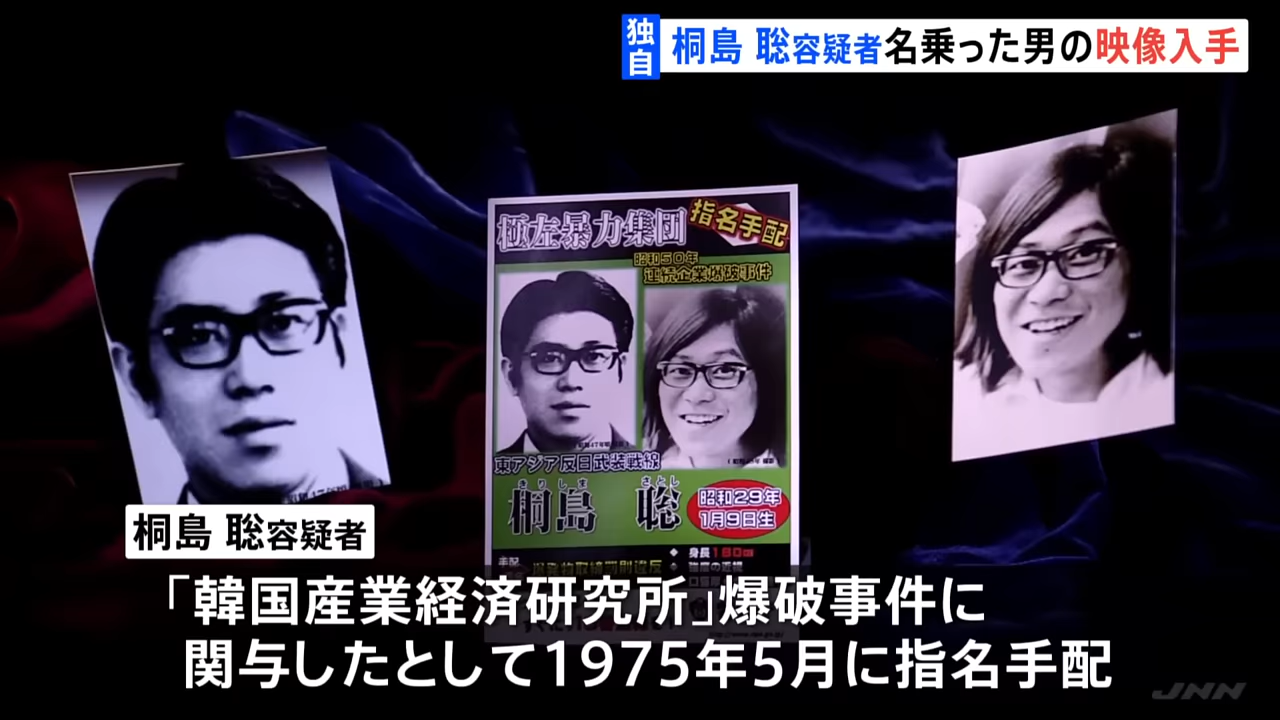 独自
桐島 聡容疑者名乗った男の映像入手
極左暴力集団
指名手配
昭和50年
連続企業爆破事件
東アジア反日武装戦線
きりしま さとし
桐島 聡
昭和29年
1月9日生
身長160cm
桐島 聡容疑者
「韓国産業経済研究所」爆破事件に
関与したとして1975年5月に指名手配
JNN